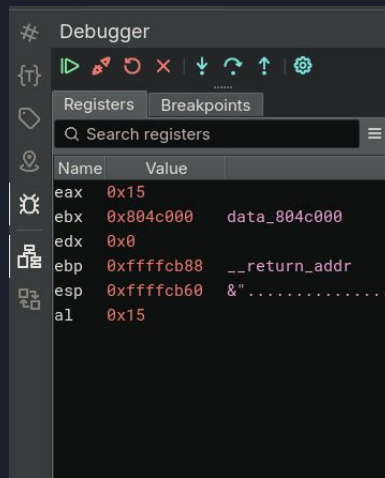 Debugger
{T}
Registers Breakpoints
Search registers
Name Value
eax 0x15
ebx 0x804c000 data_804c000
edx 0x0
ebp 0xffffcb88 __return_addr
esp 0xffffcb60 &"..............
al 0x15